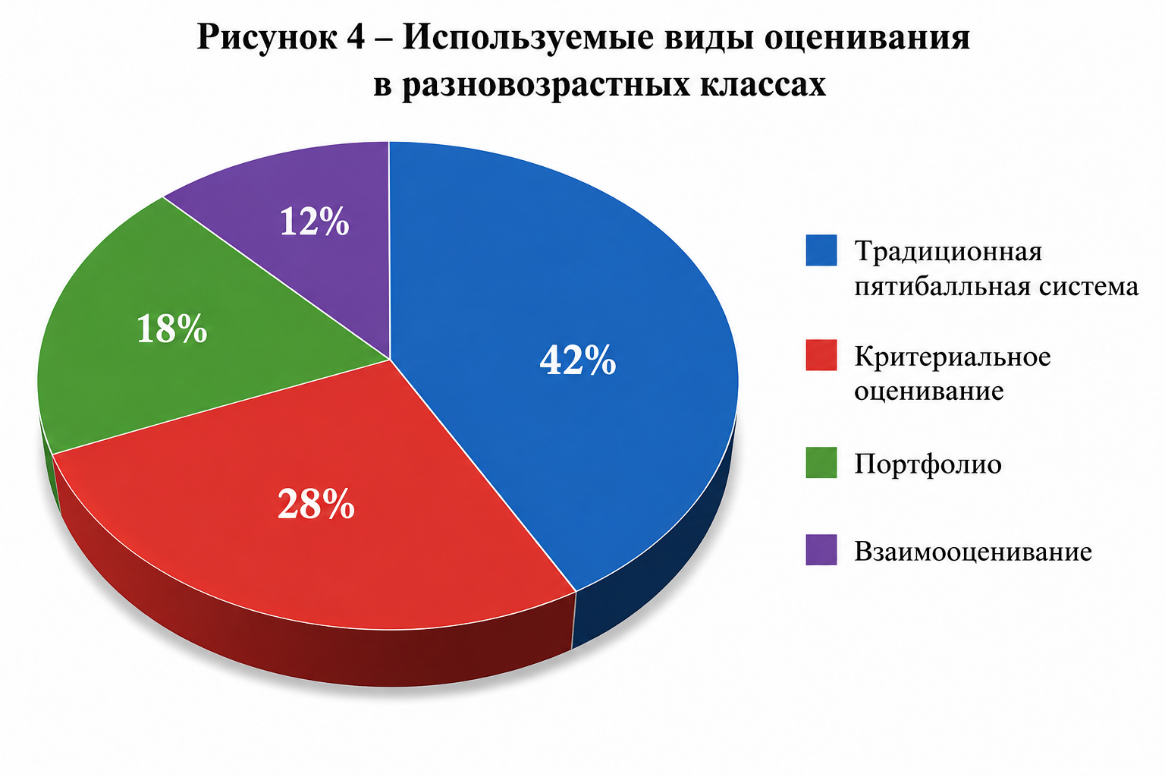 Рисунок 4 – Используемые виды оценивания
в разновозрастных классах
12%
42%
18%
28%
Традиционная
пятибалльная система
Критериальное
оценивание
Портфолио
Взаимооценивание